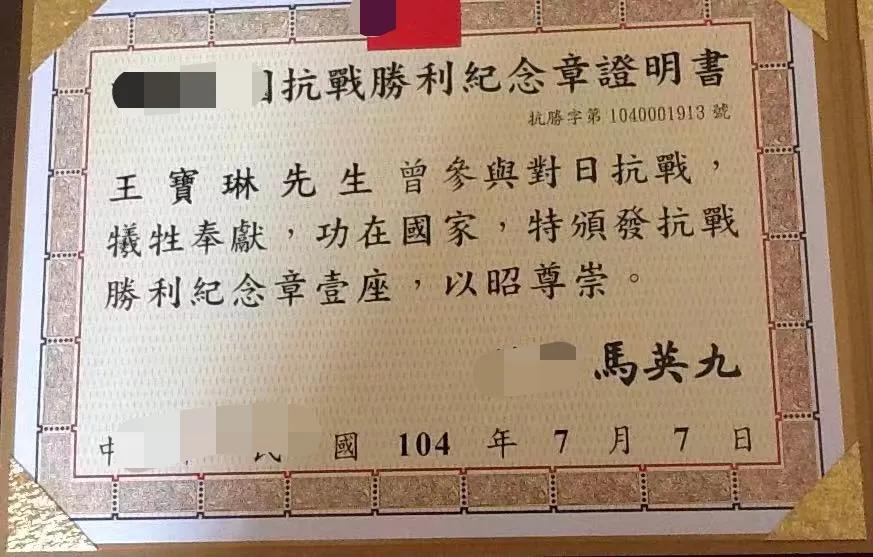 抗戰勝利紀念章證明書
抗勝字第 1040001913 號
王寶琳先生曾參與對日抗戰，
犧牲奉獻，功在國家，特頒發抗戰
勝利紀念章壹座，以昭尊崇。
馬英九
國 104 年 7 月 7 日